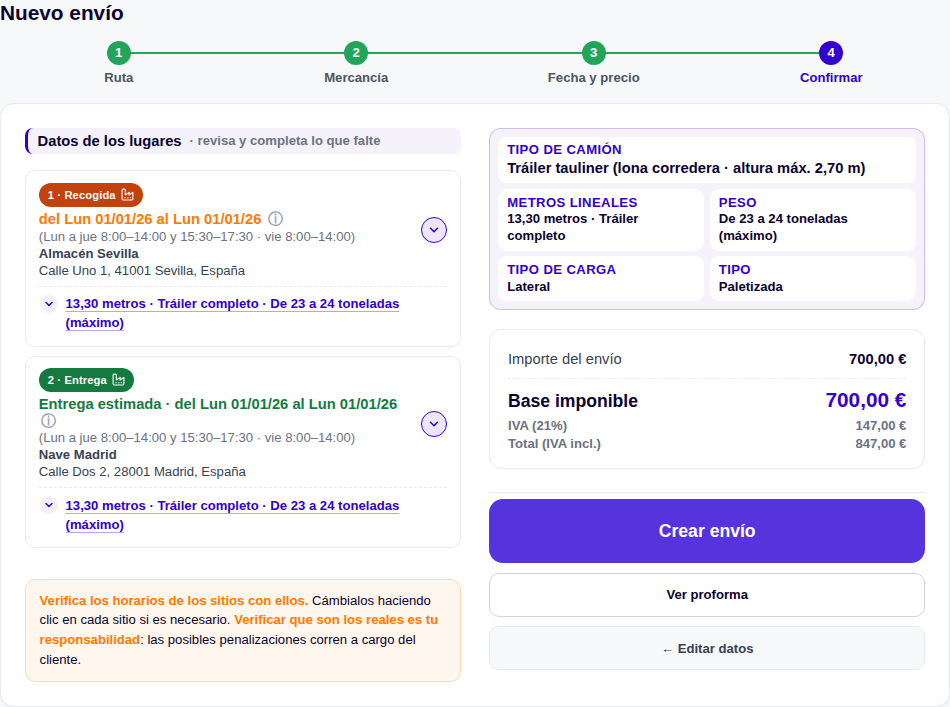 Nuevo envío
1
2
3
4
Ruta
Mercancía
Fecha y precio
Confirmar
Datos de los lugares · revisa y completa lo que falte
1 · Recogida
del Lun 01/01/26 al Lun 01/01/26 ⓘ
(Lun a jue 8:00–14:00 y 15:30–17:30 · vie 8:00–14:00)
Almacén Sevilla
Calle Uno 1, 41001 Sevilla, España
13,30 metros · Tráiler completo · De 23 a 24 toneladas
(máximo)
2 · Entrega
Entrega estimada · del Lun 01/01/26 al Lun 01/01/26
ⓘ
(Lun a jue 8:00–14:00 y 15:30–17:30 · vie 8:00–14:00)
Nave Madrid
Calle Dos 2, 28001 Madrid, España
13,30 metros · Tráiler completo · De 23 a 24 toneladas
(máximo)
Verifica los horarios de los sitios con ellos. Cámbialos haciendo
clic en cada sitio si es necesario. Verificar que son los reales es tu
responsabilidad: las posibles penalizaciones corren a cargo del
cliente.
TIPO DE CAMIÓN
Tráiler tauliner (lona corredera · altura máx. 2,70 m)
METROS LINEALES
13,30 metros · Tráiler
completo
PESO
De 23 a 24 toneladas
(máximo)
TIPO DE CARGA
Lateral
TIPO
Paletizada
Importe del envío 700,00 €
Base imponible 700,00 €
IVA (21%) 147,00 €
Total (IVA incl.) 847,00 €
Crear envío
Ver proforma
← Editar datos